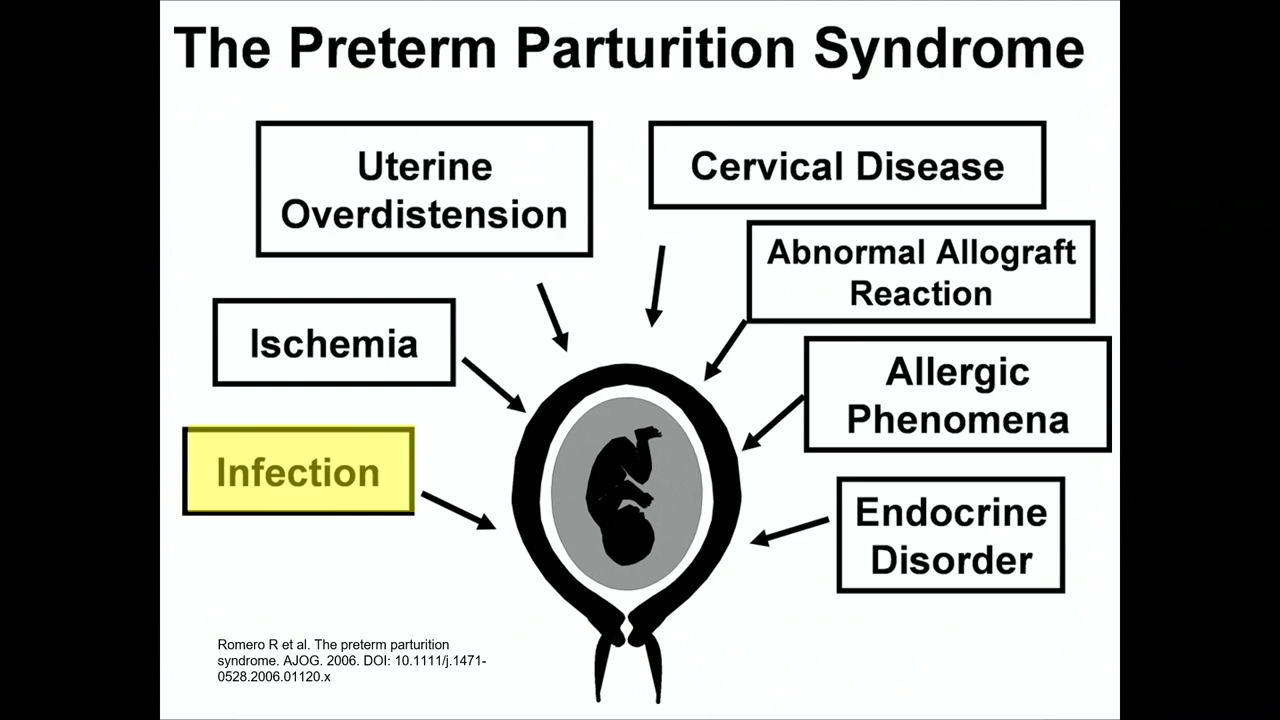 The Preterm Parturition Syndrome
Uterine
Overdistension
Cervical Disease
Abnormal Allograft
Reaction
Ischemia
Allergic
Phenomena
Infection
Endocrine
Disorder
Romero R et al. The preterm parturition
syndrome. AJOG. 2006. DOI: 10.1111/j.1471-
0528.2006.01120.x